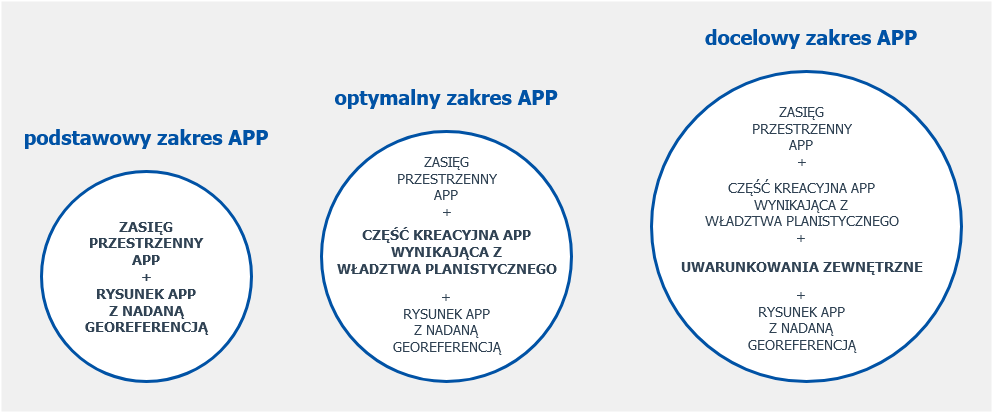 podstawowy zakres APP
ZASIĘG
PRZESTRZENNY
APP
+
RYSUNEK APP
Z NADANĄ
GEOREFERENCJĄ
optymalny zakres APP
ZASIĘG
PRZESTRZENNY
APP
+
CZĘŚĆ KREACYJNA APP
WYNIKAJĄCA Z
WŁADZTWA PLANISTYCZNEGO
+
RYSUNEK APP
Z NADANĄ
GEOREFERENCJĄ
docelowy zakres APP
ZASIĘG
PRZESTRZENNY
APP
+
CZĘŚĆ KREACYJNA APP
WYNIKAJĄCA Z
WŁADZTWA PLANISTYCZNEGO
+
UWARUNKOWANIA ZEWNĘTRZNE
+
RYSUNEK APP
Z NADANĄ
GEOREFERENCJĄ